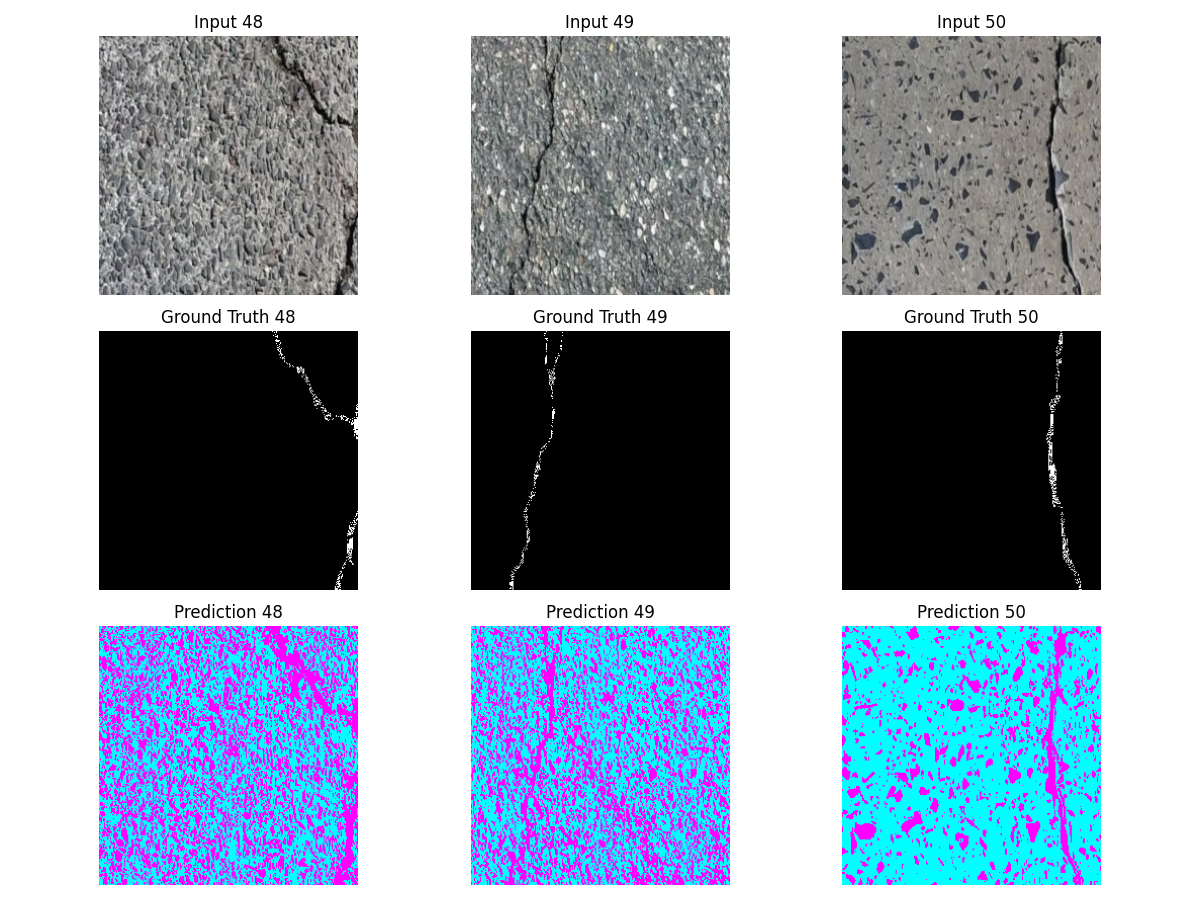 Input 48
Input 49
Input 50
Ground Truth 48
Ground Truth 49
Ground Truth 50
Prediction 48
Prediction 49
Prediction 50